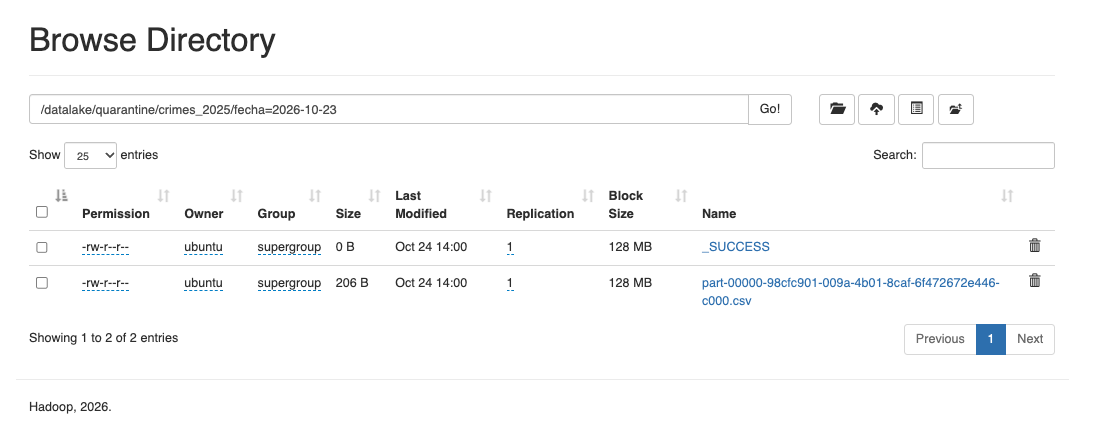 Browse Directory
/datalake/quarantine/crimes_2025/fecha=2026-10-23
Go!
Show 25 entries
Search:
Permission Owner Group Size Last Modified Replication Block Size Name
-rw-r--r-- ubuntu supergroup 0 B Oct 24 14:00 1 128 MB _SUCCESS
-rw-r--r-- ubuntu supergroup 206 B Oct 24 14:00 1 128 MB part-00000-98cfc901-009a-4b01-8caf-6f472672e446-
c000.csv
Showing 1 to 2 of 2 entries
Previous 1 Next
Hadoop, 2026.